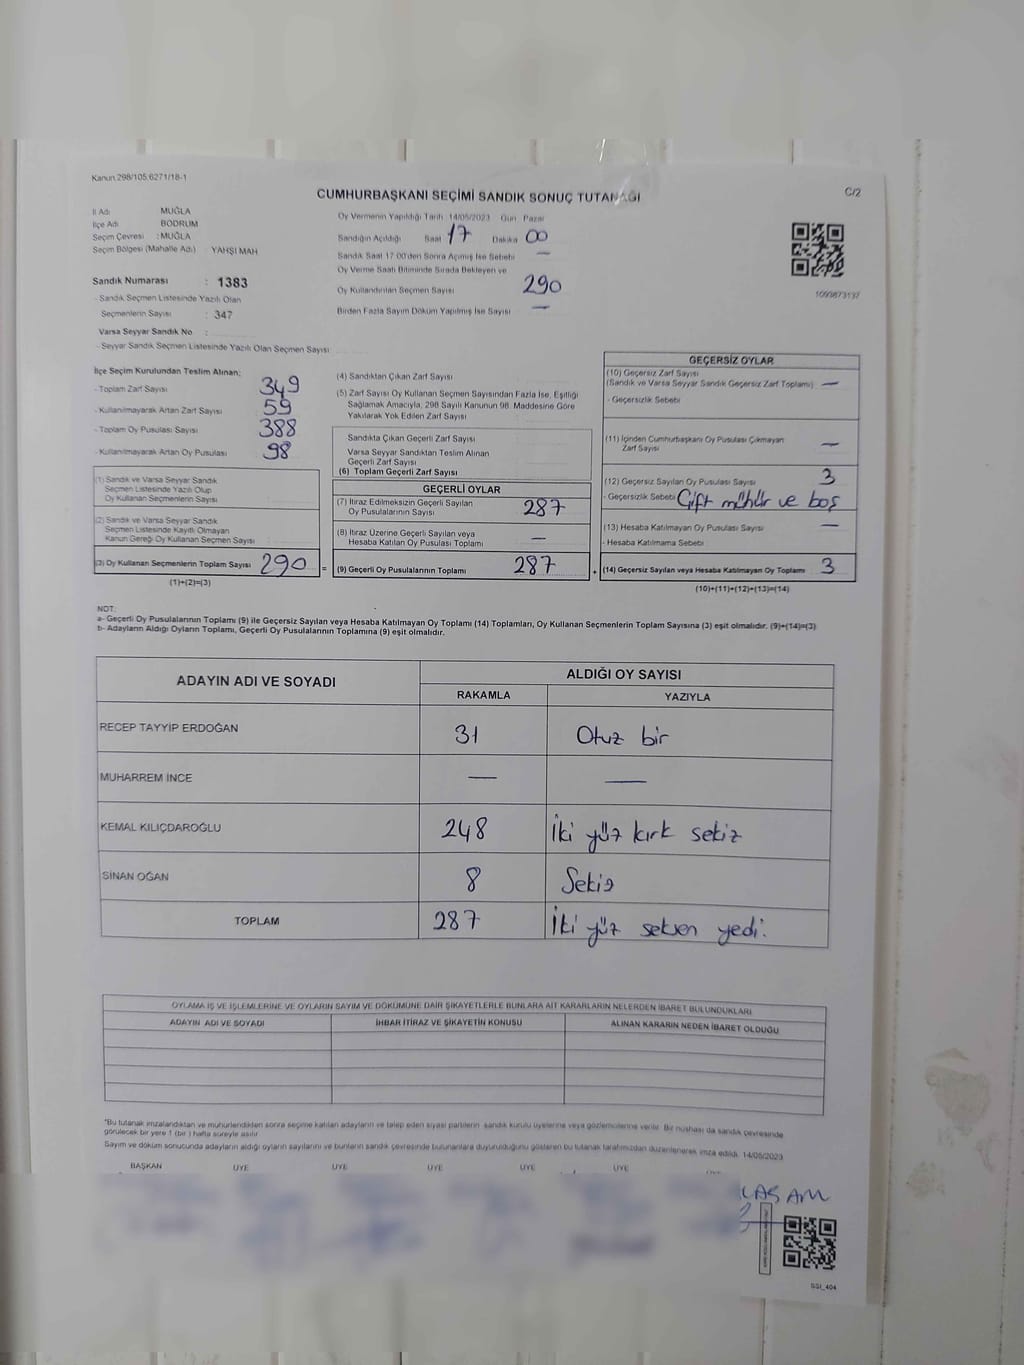 Kanun.298/105,6271/18-1
CUMHURBAŞKANI SEÇİMİ SANDIK SONUÇ TUTANAĞI
C/2
İl Adı MUĞLA
İlçe Adı BODRUM
Seçim Çevresi : MUĞLA
Seçim Bölgesi (Mahalle Adı) : YAHŞİ MAH
Sandık Numarası : 1383
- Sandık Seçmen Listesinde Yazılı Olan
Seçmenlerin Sayısı : 347
Varsa Seyyar Sandık No :
- Seyyar Sandık Seçmen Listesinde Yazılı Olan Seçmen Sayısı
Oy Vermenin Yapıldığı Tarih 14/05/2023 Gün Pazar
Sandığın Açıldığı Saat 17 Dakika 00
Sandık Saat 17:00'den Sonra Açılmış İse Sebebi —
Oy Verme Saati Bitiminde Sırada Bekleyen ve
Oy Kullandırılan Seçmen Sayısı 290
Birden Fazla Sayım Döküm Yapılmış İse Sayısı —
1099873137
İlçe Seçim Kurulundan Teslim Alınan;
- Toplam Zarf Sayısı 349
- Kullanılmayarak Artan Zarf Sayısı 59
- Toplam Oy Pusulası Sayısı 388
- Kullanılmayarak Artan Oy Pusulası 98
(1) Sandık ve Varsa Seyyar Sandık
Seçmen Listesinde Yazılı Olup
Oy Kullanan Seçmenlerin Sayısı
(2) Sandık ve Varsa Seyyar Sandık
Seçmen Listesinde Kayıtlı Olmayan
Kanun Gereği Oy Kullanan Seçmen Sayısı :
(3) Oy Kullanan Seçmenlerin Toplam Sayısı 290
(1)+(2)=(3)
(4) Sandıktan Çıkan Zarf Sayısı
(5) Zarf Sayısı Oy Kullanan Seçmen Sayısından Fazla İse, Eşitliği
Sağlamak Amacıyla, 298 Sayılı Kanunun 98. Maddesine Göre
Yakılarak Yok Edilen Zarf Sayısı
Sandıkta Çıkan Geçerli Zarf Sayısı
Varsa Seyyar Sandıktan Teslim Alınan
Geçerli Zarf Sayısı
(6) Toplam Geçerli Zarf Sayısı
GEÇERLİ OYLAR
(7) İtiraz Edilmeksizin Geçerli Sayılan
Oy Pusulalarının Sayısı 287
(8) İtiraz Üzerine Geçerli Sayılan veya
Hesaba Katılan Oy Pusulası Toplamı —
= (9) Geçerli Oy Pusulalarının Toplamı 287
GEÇERSİZ OYLAR
(10) Geçersiz Zarf Sayısı
(Sandık ve Varsa Seyyar Sandık Geçersiz Zarf Toplamı) —
- Geçersizlik Sebebi
(11) İçinden Cumhurbaşkanı Oy Pusulası Çıkmayan
Zarf Sayısı —
(12) Geçersiz Sayılan Oy Pusulası Sayısı 3
- Geçersizlik Sebebi Çift mühür ve boş
(13) Hesaba Katılmayan Oy Pusulası Sayısı —
- Hesaba Katılmama Sebebi
+ (14) Geçersiz Sayılan veya Hesaba Katılmayan Oy Toplamı 3
(10)+(11)+(12)+(13)=(14)
NOT:
a- Geçerli Oy Pusulalarının Toplamı (9) ile Geçersiz Sayılan veya Hesaba Katılmayan Oy Toplamı (14) Toplamları, Oy Kullanan Seçmenlerin Toplam Sayısına (3) eşit olmalıdır. (9)+(14)=(3)
b- Adayların Aldığı Oyların Toplamı, Geçerli Oy Pusulalarının Toplamına (9) eşit olmalıdır.
ADAYIN ADI VE SOYADI ALDIĞI OY SAYISI
RAKAMLA YAZIYLA
RECEP TAYYİP ERDOĞAN 31 Otuz bir
MUHARREM İNCE — —
KEMAL KILIÇDAROĞLU 248 İki yüz kırk sekiz
SİNAN OĞAN 8 Sekiz
TOPLAM 287 İki yüz seksen yedi.
OYLAMA İŞ VE İŞLEMLERİNE VE OYLARIN SAYIM VE DÖKÜMÜNE DAİR ŞİKAYETLERLE BUNLARA AİT KARARLARIN NELERDEN İBARET BULUNDUKLARI
ADAYIN ADI VE SOYADI İHBAR İTİRAZ VE ŞİKAYETİN KONUSU ALINAN KARARIN NEDEN İBARET OLDUĞU
*Bu tutanak imzalandıktan ve mühürlendikten sonra seçime katılan adayların ve talep eden siyasi partilerin sandık kurulu üyelerine veya gözlemcilerine verilir. Bir nüshası da sandık çevresinde
görülecek bir yere 1 (bir) hafta süreyle asılır.
Sayım ve döküm sonucunda adayların aldığı oyların sayılarını ve bunların sandık çevresinde bulunanlara duyurulduğunu gösteren bu tutanak tarafımızdan düzenlenerek imza edildi. 14/05/2023
BAŞKAN ÜYE ÜYE ÜYE ÜYE ÜYE
SSI_404